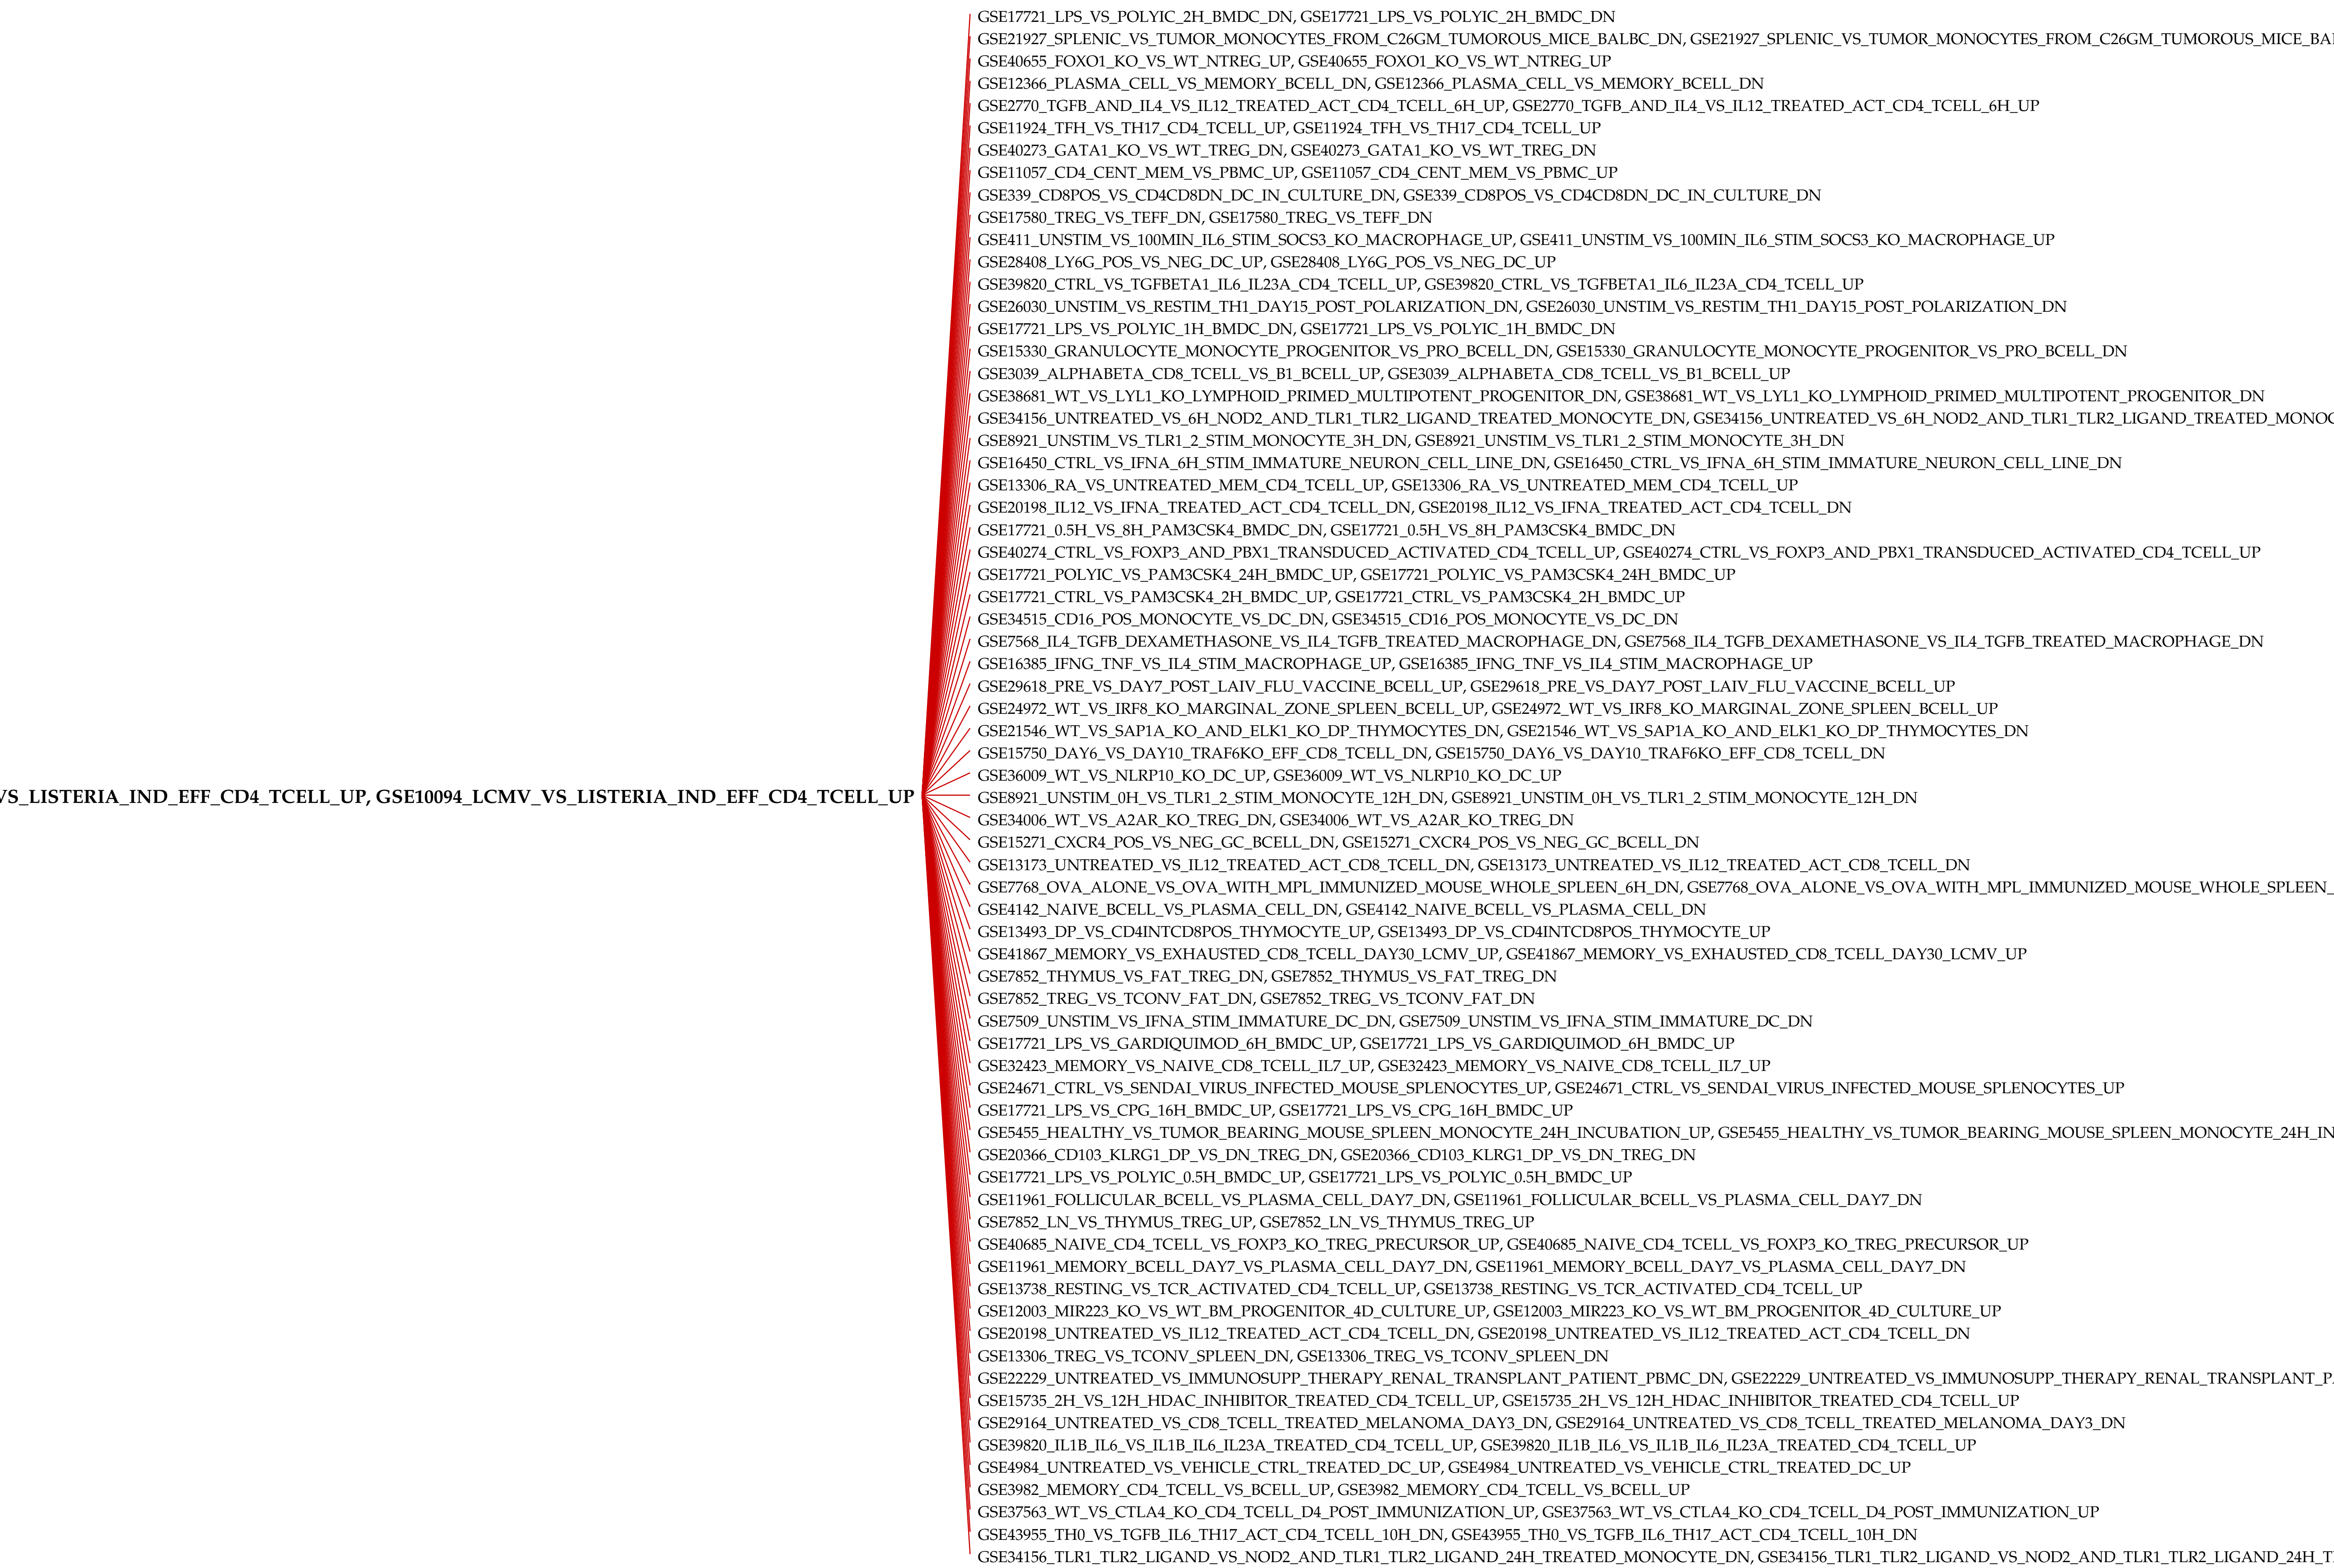 GSE17721_LPS_VS_POLYIC_2H_BMDC_DN, GSE17721_LPS_VS_POLYIC_2H_BMDC_DN
GSE21927_SPLENIC_VS_TUMOR_MONOCYTES_FROM_C26GM_TUMOROUS_MICE_BALBC_DN, GSE21927_SPLENIC_VS_TUMOR_MONOCYTES_FROM_C26GM_TUMOROUS_MICE_BA
GSE40655_FOXO1_KO_VS_WT_NTREG_UP, GSE40655_FOXO1_KO_VS_WT_NTREG_UP
GSE12366_PLASMA_CELL_VS_MEMORY_BCELL_DN, GSE12366_PLASMA_CELL_VS_MEMORY_BCELL_DN
GSE2770_TGFB_AND_IL4_VS_IL12_TREATED_ACT_CD4_TCELL_6H_UP, GSE2770_TGFB_AND_IL4_VS_IL12_TREATED_ACT_CD4_TCELL_6H_UP
GSE11924_TFH_VS_TH17_CD4_TCELL_UP, GSE11924_TFH_VS_TH17_CD4_TCELL_UP
GSE40273_GATA1_KO_VS_WT_TREG_DN, GSE40273_GATA1_KO_VS_WT_TREG_DN
GSE11057_CD4_CENT_MEM_VS_PBMC_UP, GSE11057_CD4_CENT_MEM_VS_PBMC_UP
GSE339_CD8POS_VS_CD4CD8DN_DC_IN_CULTURE_DN, GSE339_CD8POS_VS_CD4CD8DN_DC_IN_CULTURE_DN
GSE17580_TREG_VS_TEFF_DN, GSE17580_TREG_VS_TEFF_DN
GSE411_UNSTIM_VS_100MIN_IL6_STIM_SOCS3_KO_MACROPHAGE_UP, GSE411_UNSTIM_VS_100MIN_IL6_STIM_SOCS3_KO_MACROPHAGE_UP
GSE28408_LY6G_POS_VS_NEG_DC_UP, GSE28408_LY6G_POS_VS_NEG_DC_UP
GSE39820_CTRL_VS_TGFBETA1_IL6_IL23A_CD4_TCELL_UP, GSE39820_CTRL_VS_TGFBETA1_IL6_IL23A_CD4_TCELL_UP
GSE26030_UNSTIM_VS_RESTIM_TH1_DAY15_POST_POLARIZATION_DN, GSE26030_UNSTIM_VS_RESTIM_TH1_DAY15_POST_POLARIZATION_DN
GSE17721_LPS_VS_POLYIC_1H_BMDC_DN, GSE17721_LPS_VS_POLYIC_1H_BMDC_DN
GSE15330_GRANULOCYTE_MONOCYTE_PROGENITOR_VS_PRO_BCELL_DN, GSE15330_GRANULOCYTE_MONOCYTE_PROGENITOR_VS_PRO_BCELL_DN
GSE3039_ALPHABETA_CD8_TCELL_VS_B1_BCELL_UP, GSE3039_ALPHABETA_CD8_TCELL_VS_B1_BCELL_UP
GSE38681_WT_VS_LYL1_KO_LYMPHOID_PRIMED_MULTIPOTENT_PROGENITOR_DN, GSE38681_WT_VS_LYL1_KO_LYMPHOID_PRIMED_MULTIPOTENT_PROGENITOR_DN
GSE34156_UNTREATED_VS_6H_NOD2_AND_TLR1_TLR2_LIGAND_TREATED_MONOCYTE_DN, GSE34156_UNTREATED_VS_6H_NOD2_AND_TLR1_TLR2_LIGAND_TREATED_MONOC
GSE8921_UNSTIM_VS_TLR1_2_STIM_MONOCYTE_3H_DN, GSE8921_UNSTIM_VS_TLR1_2_STIM_MONOCYTE_3H_DN
GSE16450_CTRL_VS_IFNA_6H_STIM_IMMATURE_NEURON_CELL_LINE_DN, GSE16450_CTRL_VS_IFNA_6H_STIM_IMMATURE_NEURON_CELL_LINE_DN
GSE13306_RA_VS_UNTREATED_MEM_CD4_TCELL_UP, GSE13306_RA_VS_UNTREATED_MEM_CD4_TCELL_UP
GSE20198_IL12_VS_IFNA_TREATED_ACT_CD4_TCELL_DN, GSE20198_IL12_VS_IFNA_TREATED_ACT_CD4_TCELL_DN
GSE17721_0.5H_VS_8H_PAM3CSK4_BMDC_DN, GSE17721_0.5H_VS_8H_PAM3CSK4_BMDC_DN
GSE40274_CTRL_VS_FOXP3_AND_PBX1_TRANSDUCED_ACTIVATED_CD4_TCELL_UP, GSE40274_CTRL_VS_FOXP3_AND_PBX1_TRANSDUCED_ACTIVATED_CD4_TCELL_UP
GSE17721_POLYIC_VS_PAM3CSK4_24H_BMDC_UP, GSE17721_POLYIC_VS_PAM3CSK4_24H_BMDC_UP
GSE17721_CTRL_VS_PAM3CSK4_2H_BMDC_UP, GSE17721_CTRL_VS_PAM3CSK4_2H_BMDC_UP
GSE34515_CD16_POS_MONOCYTE_VS_DC_DN, GSE34515_CD16_POS_MONOCYTE_VS_DC_DN
GSE7568_IL4_TGFB_DEXAMETHASONE_VS_IL4_TGFB_TREATED_MACROPHAGE_DN, GSE7568_IL4_TGFB_DEXAMETHASONE_VS_IL4_TGFB_TREATED_MACROPHAGE_DN
GSE16385_IFNG_TNF_VS_IL4_STIM_MACROPHAGE_UP, GSE16385_IFNG_TNF_VS_IL4_STIM_MACROPHAGE_UP
GSE29618_PRE_VS_DAY7_POST_LAIV_FLU_VACCINE_BCELL_UP, GSE29618_PRE_VS_DAY7_POST_LAIV_FLU_VACCINE_BCELL_UP
GSE24972_WT_VS_IRF8_KO_MARGINAL_ZONE_SPLEEN_BCELL_UP, GSE24972_WT_VS_IRF8_KO_MARGINAL_ZONE_SPLEEN_BCELL_UP
GSE21546_WT_VS_SAP1A_KO_AND_ELK1_KO_DP_THYMOCYTES_DN, GSE21546_WT_VS_SAP1A_KO_AND_ELK1_KO_DP_THYMOCYTES_DN
GSE15750_DAY6_VS_DAY10_TRAF6KO_EFF_CD8_TCELL_DN, GSE15750_DAY6_VS_DAY10_TRAF6KO_EFF_CD8_TCELL_DN
GSE36009_WT_VS_NLRP10_KO_DC_UP, GSE36009_WT_VS_NLRP10_KO_DC_UP
VS_LISTERIA_IND_EFF_CD4_TCELL_UP, GSE10094_LCMV_VS_LISTERIA_IND_EFF_CD4_TCELL_UP
GSE8921_UNSTIM_0H_VS_TLR1_2_STIM_MONOCYTE_12H_DN, GSE8921_UNSTIM_0H_VS_TLR1_2_STIM_MONOCYTE_12H_DN
GSE34006_WT_VS_A2AR_KO_TREG_DN, GSE34006_WT_VS_A2AR_KO_TREG_DN
GSE15271_CXCR4_POS_VS_NEG_GC_BCELL_DN, GSE15271_CXCR4_POS_VS_NEG_GC_BCELL_DN
GSE13173_UNTREATED_VS_IL12_TREATED_ACT_CD8_TCELL_DN, GSE13173_UNTREATED_VS_IL12_TREATED_ACT_CD8_TCELL_DN
GSE7768_OVA_ALONE_VS_OVA_WITH_MPL_IMMUNIZED_MOUSE_WHOLE_SPLEEN_6H_DN, GSE7768_OVA_ALONE_VS_OVA_WITH_MPL_IMMUNIZED_MOUSE_WHOLE_SPLEEN_
GSE4142_NAIVE_BCELL_VS_PLASMA_CELL_DN, GSE4142_NAIVE_BCELL_VS_PLASMA_CELL_DN
GSE13493_DP_VS_CD4INTCD8POS_THYMOCYTE_UP, GSE13493_DP_VS_CD4INTCD8POS_THYMOCYTE_UP
GSE41867_MEMORY_VS_EXHAUSTED_CD8_TCELL_DAY30_LCMV_UP, GSE41867_MEMORY_VS_EXHAUSTED_CD8_TCELL_DAY30_LCMV_UP
GSE7852_THYMUS_VS_FAT_TREG_DN, GSE7852_THYMUS_VS_FAT_TREG_DN
GSE7852_TREG_VS_TCONV_FAT_DN, GSE7852_TREG_VS_TCONV_FAT_DN
GSE7509_UNSTIM_VS_IFNA_STIM_IMMATURE_DC_DN, GSE7509_UNSTIM_VS_IFNA_STIM_IMMATURE_DC_DN
GSE17721_LPS_VS_GARDIQUIMOD_6H_BMDC_UP, GSE17721_LPS_VS_GARDIQUIMOD_6H_BMDC_UP
GSE32423_MEMORY_VS_NAIVE_CD8_TCELL_IL7_UP, GSE32423_MEMORY_VS_NAIVE_CD8_TCELL_IL7_UP
GSE24671_CTRL_VS_SENDAI_VIRUS_INFECTED_MOUSE_SPLENOCYTES_UP, GSE24671_CTRL_VS_SENDAI_VIRUS_INFECTED_MOUSE_SPLENOCYTES_UP
GSE17721_LPS_VS_CPG_16H_BMDC_UP, GSE17721_LPS_VS_CPG_16H_BMDC_UP
GSE5455_HEALTHY_VS_TUMOR_BEARING_MOUSE_SPLEEN_MONOCYTE_24H_INCUBATION_UP, GSE5455_HEALTHY_VS_TUMOR_BEARING_MOUSE_SPLEEN_MONOCYTE_24H_IN
GSE20366_CD103_KLRG1_DP_VS_DN_TREG_DN, GSE20366_CD103_KLRG1_DP_VS_DN_TREG_DN
GSE17721_LPS_VS_POLYIC_0.5H_BMDC_UP, GSE17721_LPS_VS_POLYIC_0.5H_BMDC_UP
GSE11961_FOLLICULAR_BCELL_VS_PLASMA_CELL_DAY7_DN, GSE11961_FOLLICULAR_BCELL_VS_PLASMA_CELL_DAY7_DN
GSE7852_LN_VS_THYMUS_TREG_UP, GSE7852_LN_VS_THYMUS_TREG_UP
GSE40685_NAIVE_CD4_TCELL_VS_FOXP3_KO_TREG_PRECURSOR_UP, GSE40685_NAIVE_CD4_TCELL_VS_FOXP3_KO_TREG_PRECURSOR_UP
GSE11961_MEMORY_BCELL_DAY7_VS_PLASMA_CELL_DAY7_DN, GSE11961_MEMORY_BCELL_DAY7_VS_PLASMA_CELL_DAY7_DN
GSE13738_RESTING_VS_TCR_ACTIVATED_CD4_TCELL_UP, GSE13738_RESTING_VS_TCR_ACTIVATED_CD4_TCELL_UP
GSE12003_MIR223_KO_VS_WT_BM_PROGENITOR_4D_CULTURE_UP, GSE12003_MIR223_KO_VS_WT_BM_PROGENITOR_4D_CULTURE_UP
GSE20198_UNTREATED_VS_IL12_TREATED_ACT_CD4_TCELL_DN, GSE20198_UNTREATED_VS_IL12_TREATED_ACT_CD4_TCELL_DN
GSE13306_TREG_VS_TCONV_SPLEEN_DN, GSE13306_TREG_VS_TCONV_SPLEEN_DN
GSE22229_UNTREATED_VS_IMMUNOSUPP_THERAPY_RENAL_TRANSPLANT_PATIENT_PBMC_DN, GSE22229_UNTREATED_VS_IMMUNOSUPP_THERAPY_RENAL_TRANSPLANT_PA
GSE15735_2H_VS_12H_HDAC_INHIBITOR_TREATED_CD4_TCELL_UP, GSE15735_2H_VS_12H_HDAC_INHIBITOR_TREATED_CD4_TCELL_UP
GSE29164_UNTREATED_VS_CD8_TCELL_TREATED_MELANOMA_DAY3_DN, GSE29164_UNTREATED_VS_CD8_TCELL_TREATED_MELANOMA_DAY3_DN
GSE39820_IL1B_IL6_VS_IL1B_IL6_IL23A_TREATED_CD4_TCELL_UP, GSE39820_IL1B_IL6_VS_IL1B_IL6_IL23A_TREATED_CD4_TCELL_UP
GSE4984_UNTREATED_VS_VEHICLE_CTRL_TREATED_DC_UP, GSE4984_UNTREATED_VS_VEHICLE_CTRL_TREATED_DC_UP
GSE3982_MEMORY_CD4_TCELL_VS_BCELL_UP, GSE3982_MEMORY_CD4_TCELL_VS_BCELL_UP
GSE37563_WT_VS_CTLA4_KO_CD4_TCELL_D4_POST_IMMUNIZATION_UP, GSE37563_WT_VS_CTLA4_KO_CD4_TCELL_D4_POST_IMMUNIZATION_UP
GSE43955_TH0_VS_TGFB_IL6_TH17_ACT_CD4_TCELL_10H_DN, GSE43955_TH0_VS_TGFB_IL6_TH17_ACT_CD4_TCELL_10H_DN
GSE34156_TLR1_TLR2_LIGAND_VS_NOD2_AND_TLR1_TLR2_LIGAND_24H_TREATED_MONOCYTE_DN, GSE34156_TLR1_TLR2_LIGAND_VS_NOD2_AND_TLR1_TLR2_LIGAND_24H_T